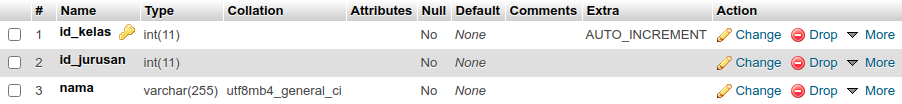 # Name Type Collation Attributes Null Default Comments Extra Action
1 id_kelas int(11) No None AUTO_INCREMENT Change Drop More
2 id_jurusan int(11) No None Change Drop More
3 nama varchar(255) utf8mb4_general_ci No None Change Drop More